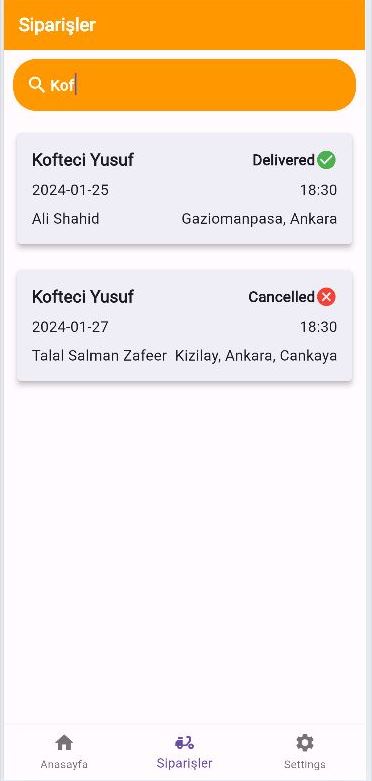 Siparişler
Kof
Kofteci Yusuf Delivered
2024-01-25 18:30
Ali Shahid Gaziomanpasa, Ankara
Kofteci Yusuf Cancelled
2024-01-27 18:30
Talal Salman Zafeer Kizilay, Ankara, Cankaya
Anasayfa Siparişler Settings